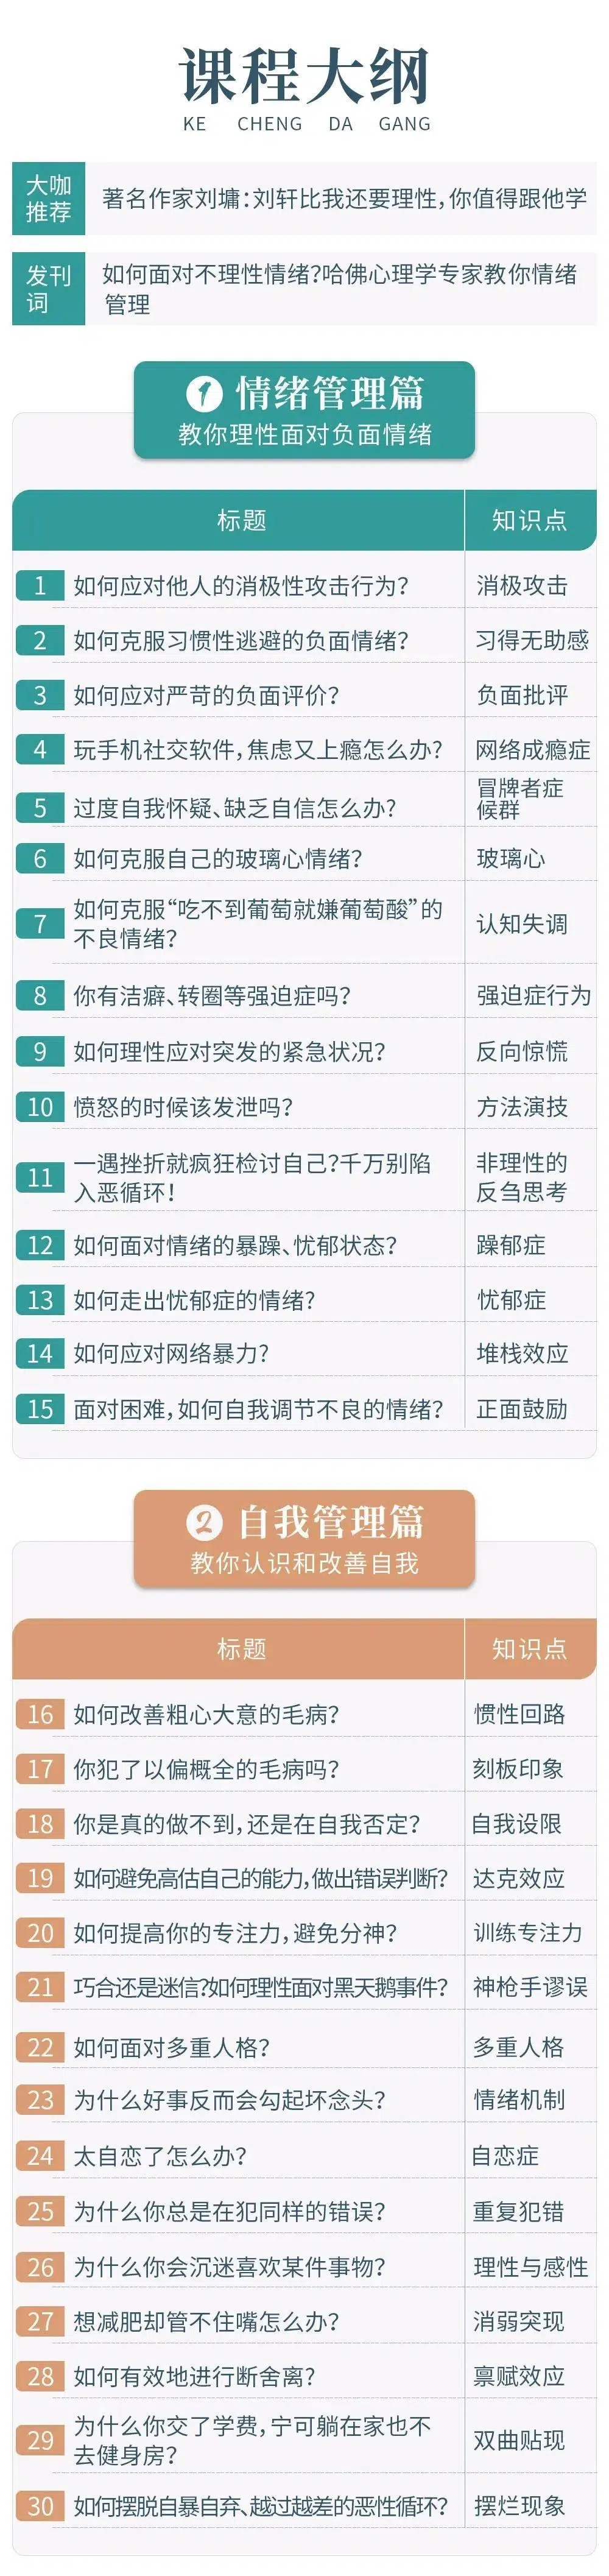 课程大纲
KE CHENG DA GANG
大咖
推荐
著名作家刘墉：刘轩比我还要理性，你值得跟他学
发刊
词
如何面对不理性情绪？哈佛心理学专家教你情绪
管理
1 情绪管理篇
教你理性面对负面情绪
标题 知识点
1 如何应对他人的消极性攻击行为？ 消极攻击
2 如何克服习惯性逃避的负面情绪？ 习得无助感
3 如何应对严苛的负面评价？ 负面批评
4 玩手机社交软件，焦虑又上瘾怎么办？ 网络成瘾症
5 过度自我怀疑、缺乏自信怎么办？ 冒牌者症
候群
6 如何克服自己的玻璃心情绪？ 玻璃心
7 如何克服“吃不到葡萄就嫌葡萄酸”的
不良情绪？ 认知失调
8 你有洁癖、转圈等强迫症吗？ 强迫症行为
9 如何理性应对突发的紧急状况？ 反向惊慌
10 愤怒的时候该发泄吗？ 方法演技
11 一遇挫折就疯狂检讨自己？千万别陷 非理性的
入恶循环！ 反刍思考
12 如何面对情绪的暴躁、忧郁状态？ 躁郁症
13 如何走出忧郁症的情绪？ 忧郁症
14 如何应对网络暴力？ 堆栈效应
15 面对困难，如何自我调节不良的情绪？ 正面鼓励
2 自我管理篇
教你认识和改善自我
标题 知识点
16 如何改善粗心大意的毛病？ 惯性回路
17 你犯了以偏概全的毛病吗？ 刻板印象
18 你是真的做不到，还是在自我否定？ 自我设限
19 如何避免高估自己的能力，做出错误判断？ 达克效应
20 如何提高你的专注力，避免分神？ 训练专注力
21 巧合还是迷信？如何理性面对黑天鹅事件？ 神枪手谬误
22 如何面对多重人格？ 多重人格
23 为什么好事反而会勾起坏念头？ 情绪机制
24 太自恋了怎么办？ 自恋症
25 为什么你总是在犯同样的错误？ 重复犯错
26 为什么你会沉迷喜欢某件事物？ 理性与感性
27 想减肥却管不住嘴怎么办？ 消弱突现
28 如何有效地进行断舍离？ 禀赋效应
29 为什么你交了学费，宁可躺在家也不
去健身房？ 双曲贴现
30 如何摆脱自暴自弃、越过越差的恶性循环？ 摆烂现象